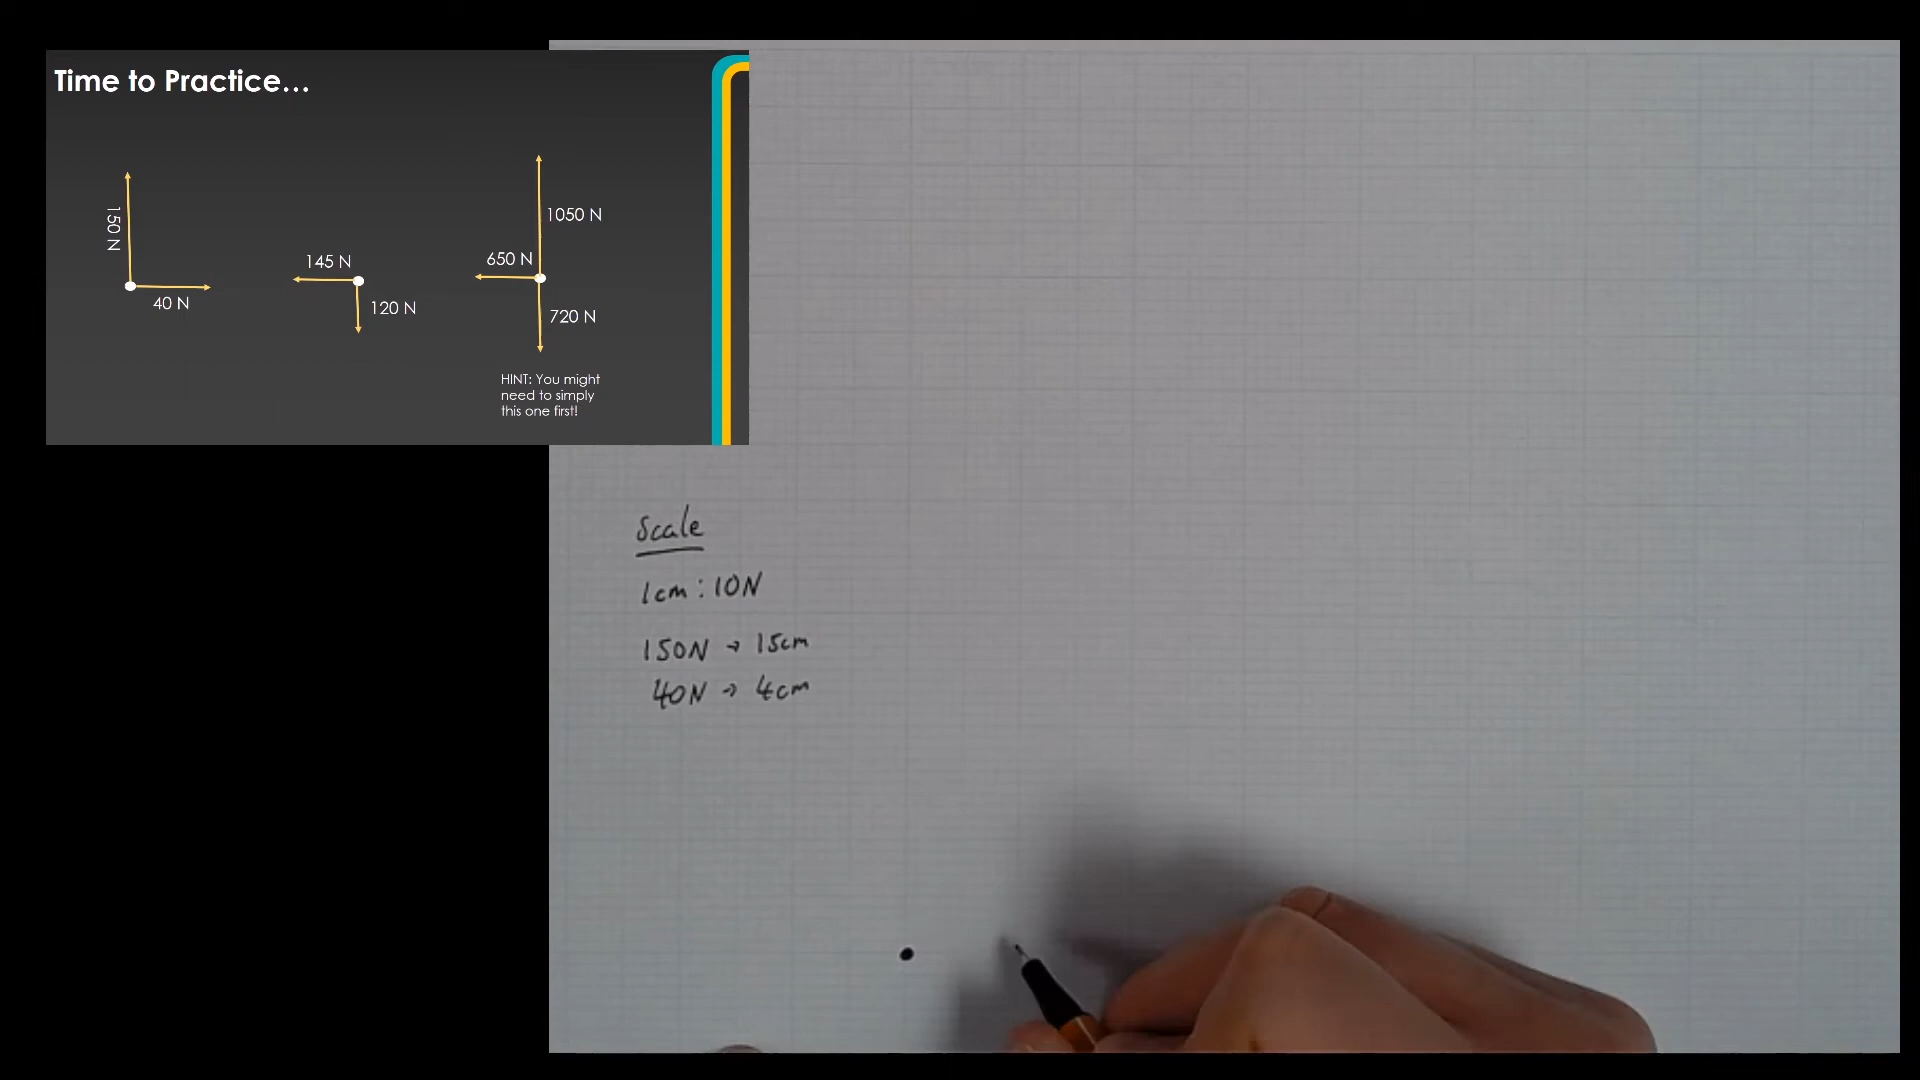 Time to Practice...
150 N
40 N
145 N
120 N
1050 N
650 N
720 N
HINT: You might
need to simply
this one first!
Scale
1cm : 10N
150N → 15cm
40N → 4cm